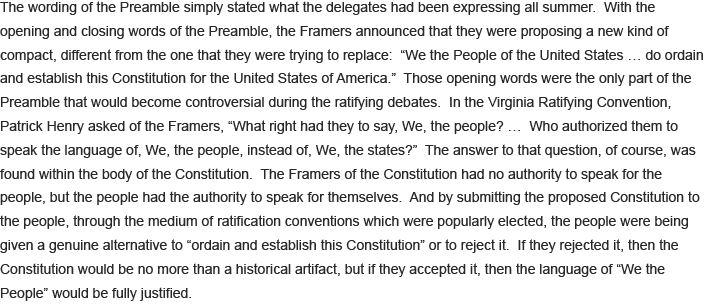 The wording of the Preamble simply stated what the delegates had been expressing all summer.  With the
opening and closing words of the Preamble, the Framers announced that they were proposing a new kind of
compact, different from the one that they were trying to replace:  “We the People of the United States … do ordain
and establish this Constitution for the United States of America.”  Those opening words were the only part of the
Preamble that would become controversial during the ratifying debates.  In the Virginia Ratifying Convention,
Patrick Henry asked of the Framers, “What right had they to say, We, the people? …  Who authorized them to
speak the language of, We, the people, instead of, We, the states?”  The answer to that question, of course, was
found within the body of the Constitution.  The Framers of the Constitution had no authority to speak for the
people, but the people had the authority to speak for themselves.  And by submitting the proposed Constitution to
the people, through the medium of ratification conventions which were popularly elected, the people were being
given a genuine alternative to “ordain and establish this Constitution” or to reject it.  If they rejected it, then the
Constitution would be no more than a historical artifact, but if they accepted it, then the language of “We the
People” would be fully justified.